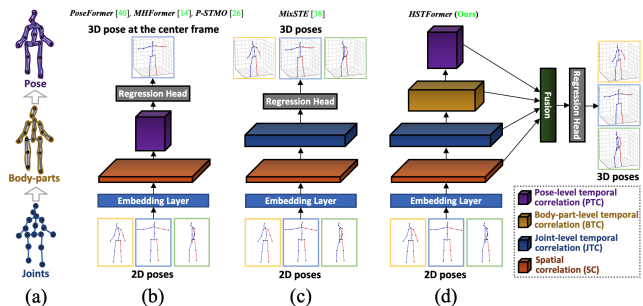 PoseFormer [40], MHFormer [14], P-STMO [26]
3D pose at the center frame
MixSTE [38]
3D poses
HSTFormer (Ours)
Pose
Body-parts
Joints
Regression Head
Embedding Layer
2D poses
Regression Head
Embedding Layer
2D poses
Fusion
Regression Head
3D poses
Embedding Layer
2D poses
Pose-level temporal
correlation (PTC)
Body-part-level temporal
correlation (BTC)
Joint-level temporal
correlation (JTC)
Spatial
correlation (SC)
(a)
(b)
(c)
(d)